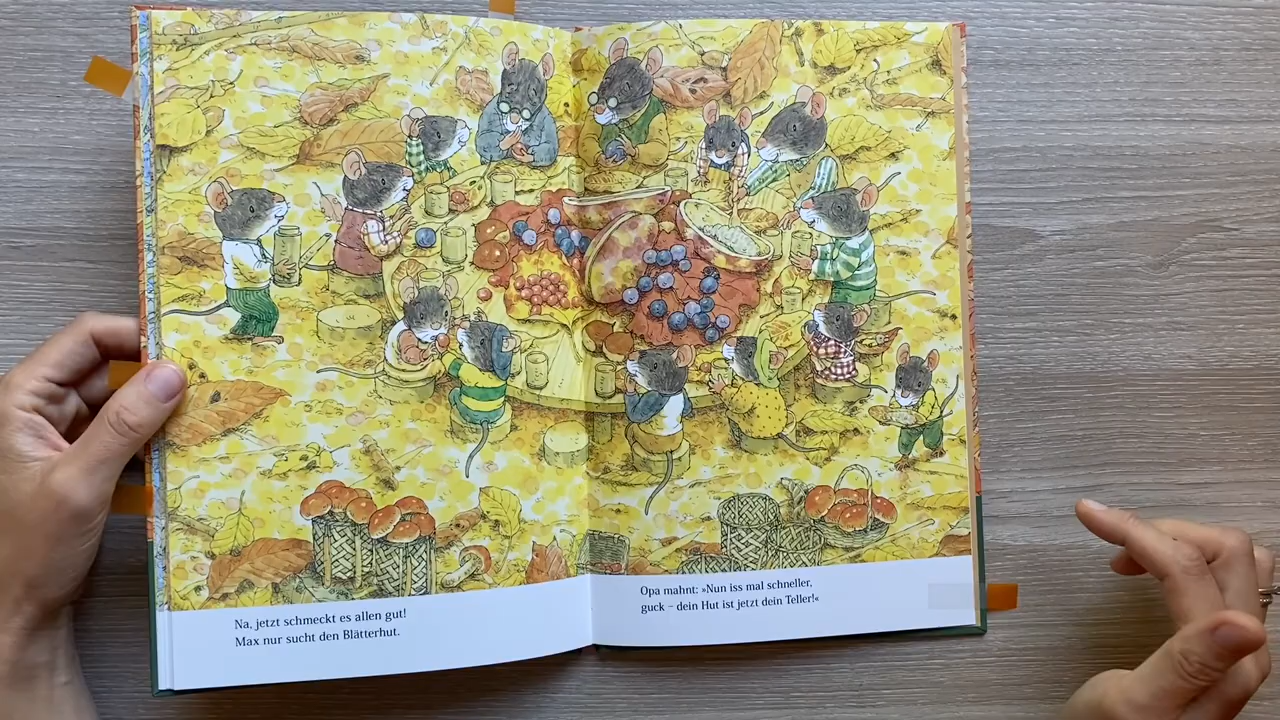 Na, jetzt schmeckt es allen gut!
Max nur sucht den Blätterhut.
Opa mahnt: »Nun iss mal schneller,
guck – dein Hut ist jetzt dein Teller!«